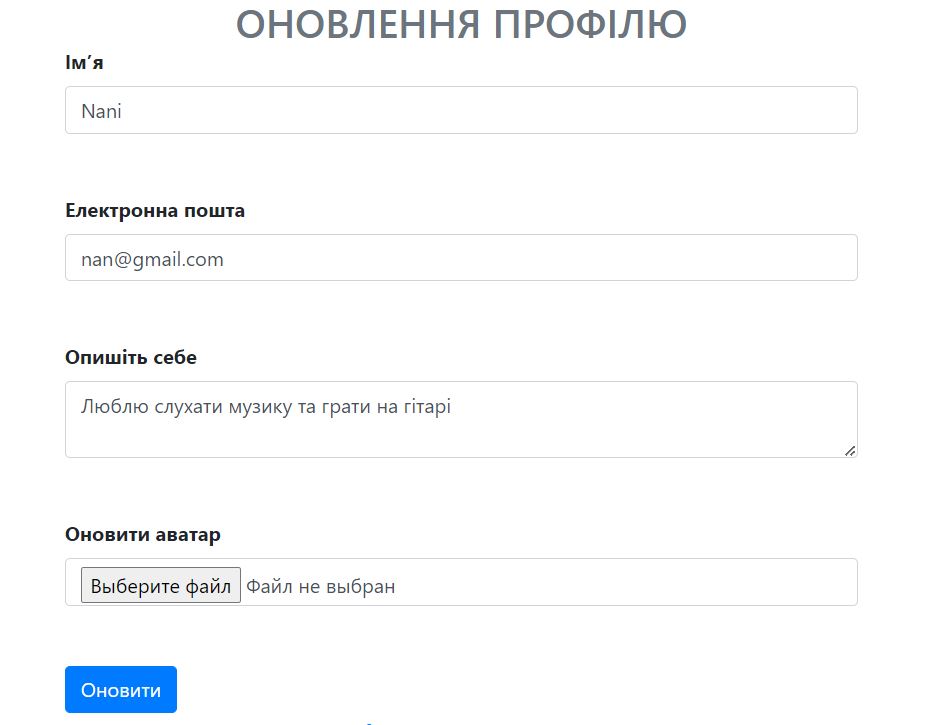 ОНОВЛЕННЯ ПРОФІЛЮ
Ім’я
Nani
Електронна пошта
nan@gmail.com
Опишіть себе
Люблю слухати музику та грати на гітарі
Оновити аватар
Выберите файл Файл не выбран
Оновити